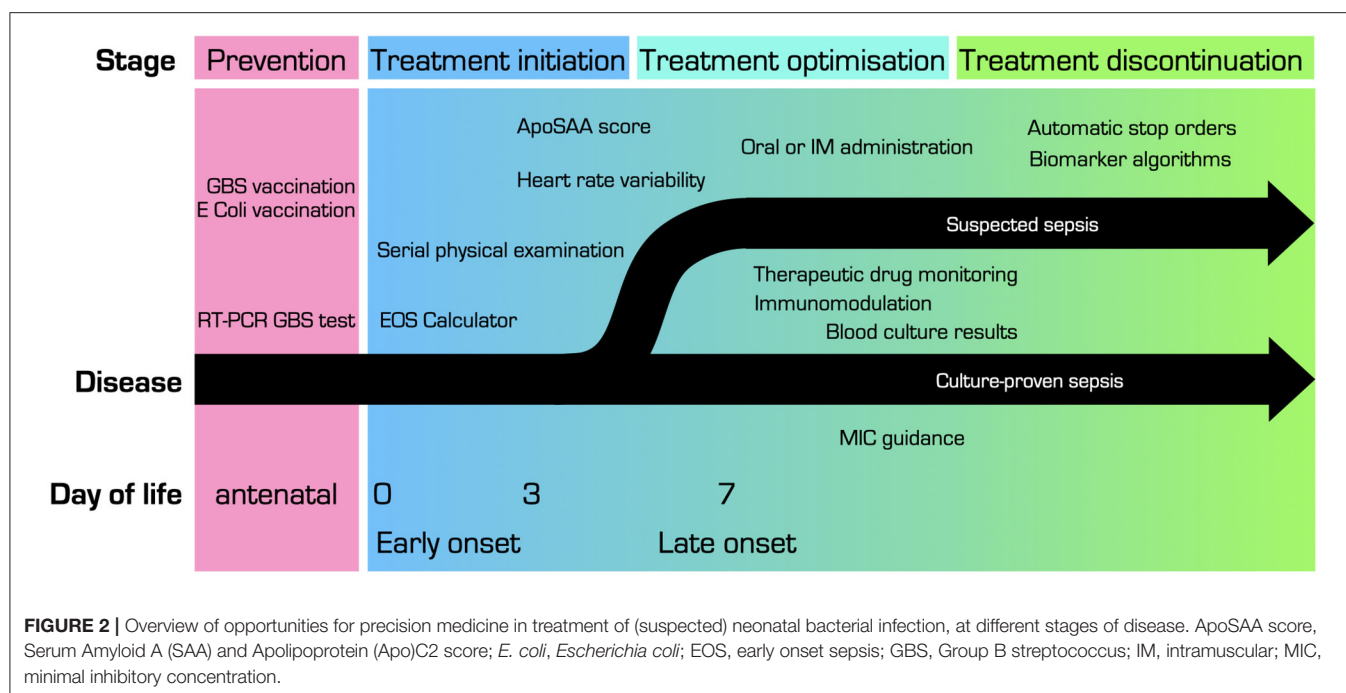 Stage Prevention Treatment initiation Treatment optimisation Treatment discontinuation
ApoSAA score
Automatic stop orders
Oral or IM administration
Biomarker algorithms
Heart rate variability
GBS vaccination
E Coli vaccination
Suspected sepsis
Serial physical examination
Therapeutic drug monitoring
Immunomodulation
RT-PCR GBS test
EOS Calculator
Blood culture results
Disease
Culture-proven sepsis
MIC guidance
Day of life antenatal 0 3 7
Early onset Late onset
FIGURE 2 | Overview of opportunities for precision medicine in treatment of (suspected) neonatal bacterial infection, at different stages of disease. ApoSAA score,
Serum Amyloid A (SAA) and Apolipoprotein (Apo)C2 score; E. coli, Escherichia coli; EOS, early onset sepsis; GBS, Group B streptococcus; IM, intramuscular; MIC,
minimal inhibitory concentration.